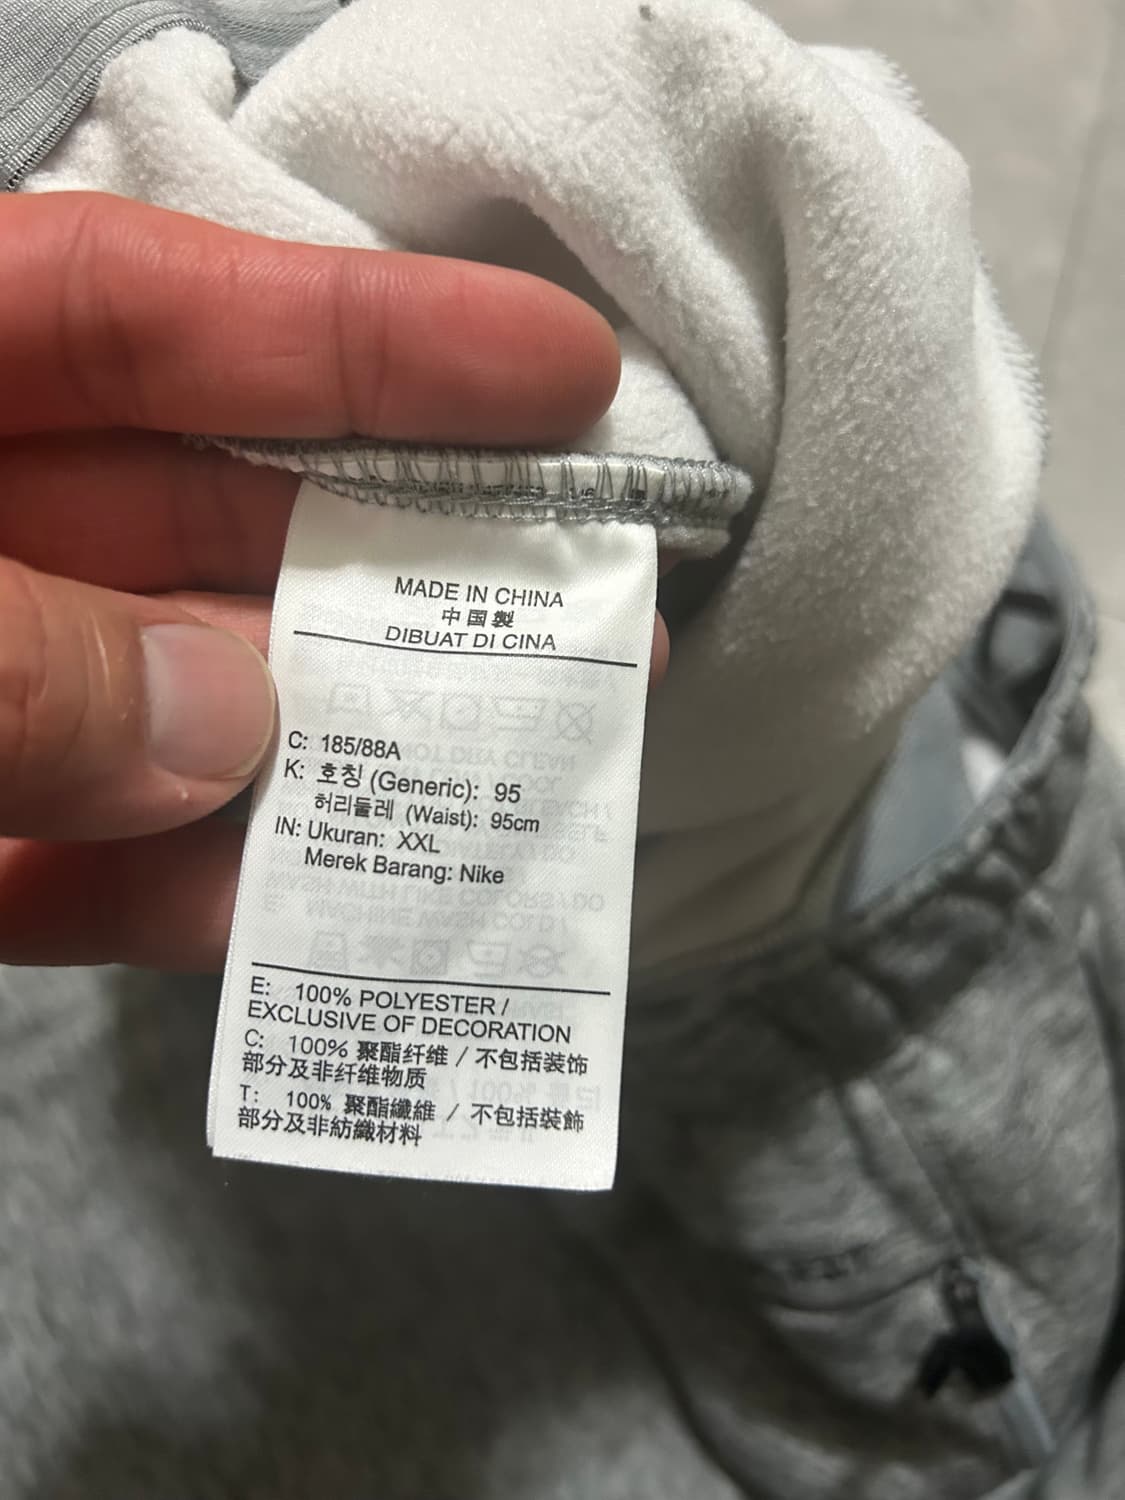 MADE IN CHINA
中国製
DIBUAT DI CINA
C: 185/88A
K: 호칭 (Generic): 95
허리둘레 (Waist): 95cm
IN: Ukuran: XXL
Merek Barang: Nike
E: 100% POLYESTER /
EXCLUSIVE OF DECORATION
C: 100% 聚酯纤维 / 不包括装饰
部分及非纤维物质
T: 100% 聚酯纖維 / 不包括裝飾
部分及非紡織材料